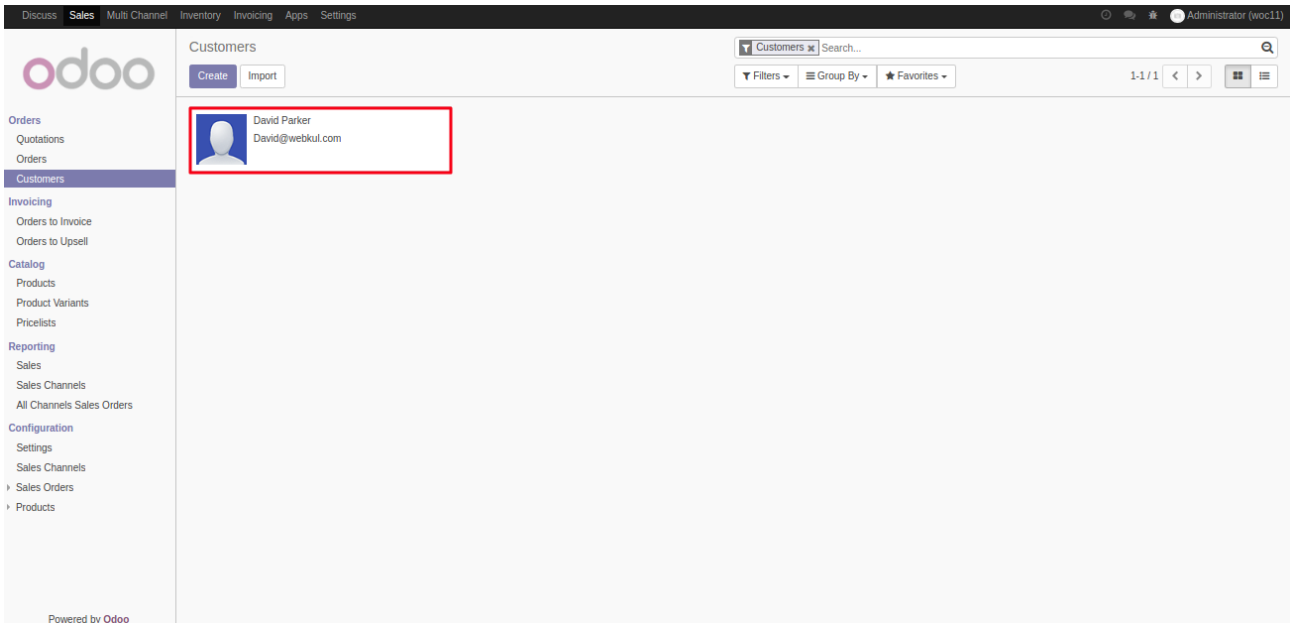 Discuss Sales Multi Channel Inventory Invoicing Apps Settings Administrator (woc11)
odoo
Customers
Customers Search...
Create Import
Filters Group By Favorites 1-1 / 1
Orders
Quotations
Orders
Customers
Invoicing
Orders to Invoice
Orders to Upsell
Catalog
Products
Product Variants
Pricelists
Reporting
Sales
Sales Channels
All Channels Sales Orders
Configuration
Settings
Sales Channels
Sales Orders
Products
Powered by Odoo
David Parker
David@webkul.com